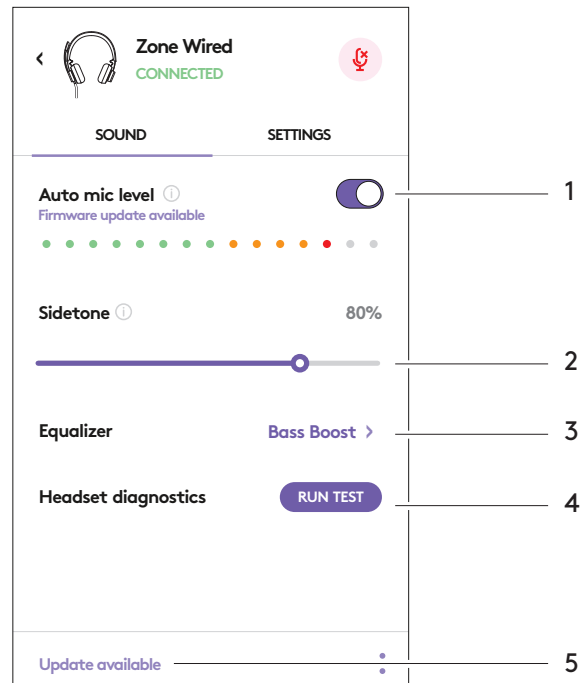 Zone Wired
CONNECTED
SOUND SETTINGS
Auto mic level
Firmware update available
1
Sidetone 80%
2
Equalizer Bass Boost
3
Headset diagnostics RUN TEST
4
Update available
5